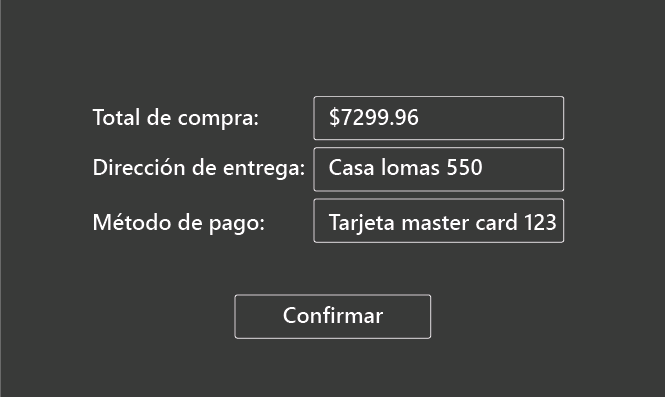 Total de compra: $7299.96
Dirección de entrega: Casa lomas 550
Método de pago: Tarjeta master card 123
Confirmar